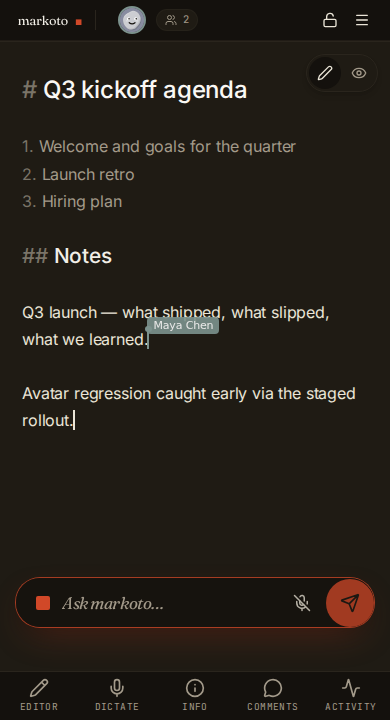 markoto
2
# Q3 kickoff agenda
1. Welcome and goals for the quarter
2. Launch retro
3. Hiring plan
## Notes
Q3 launch — what shipped, what slipped,
Maya Chen
what we learned.
Avatar regression caught early via the staged
rollout.
Ask markoto...
EDITOR DICTATE INFO COMMENTS ACTIVITY